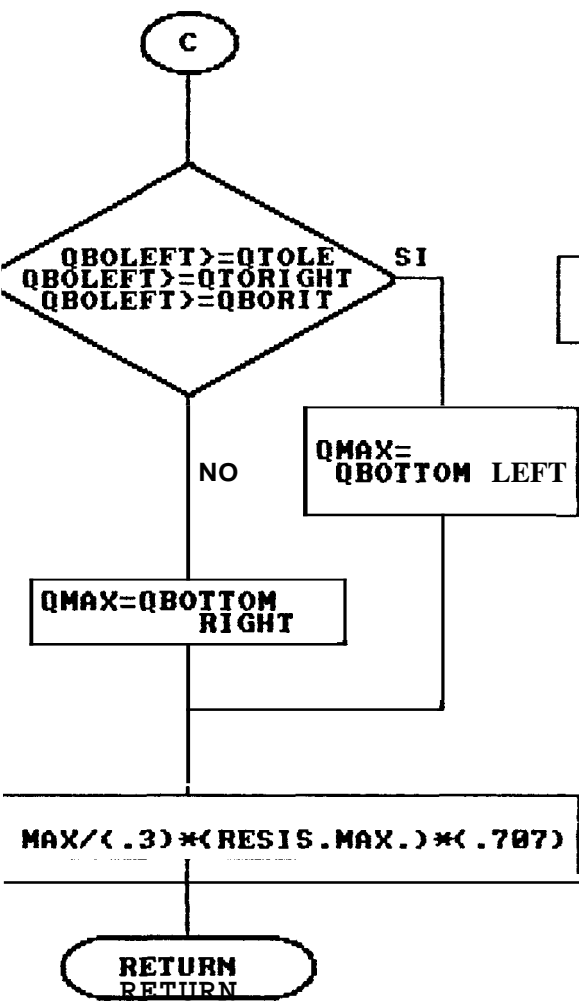 C
QBOLEFT>=QTOLE
QBOLEFT>=QTORIGHT
QBOLEFT>=QBORIT
SI
QMAX=
QBOTTOM LEFT
NO
QMAX=QBOTTOM
RIGHT
MAX/(.3)*(RESIS.MAX.)*(.707)
RETURN
RETURN